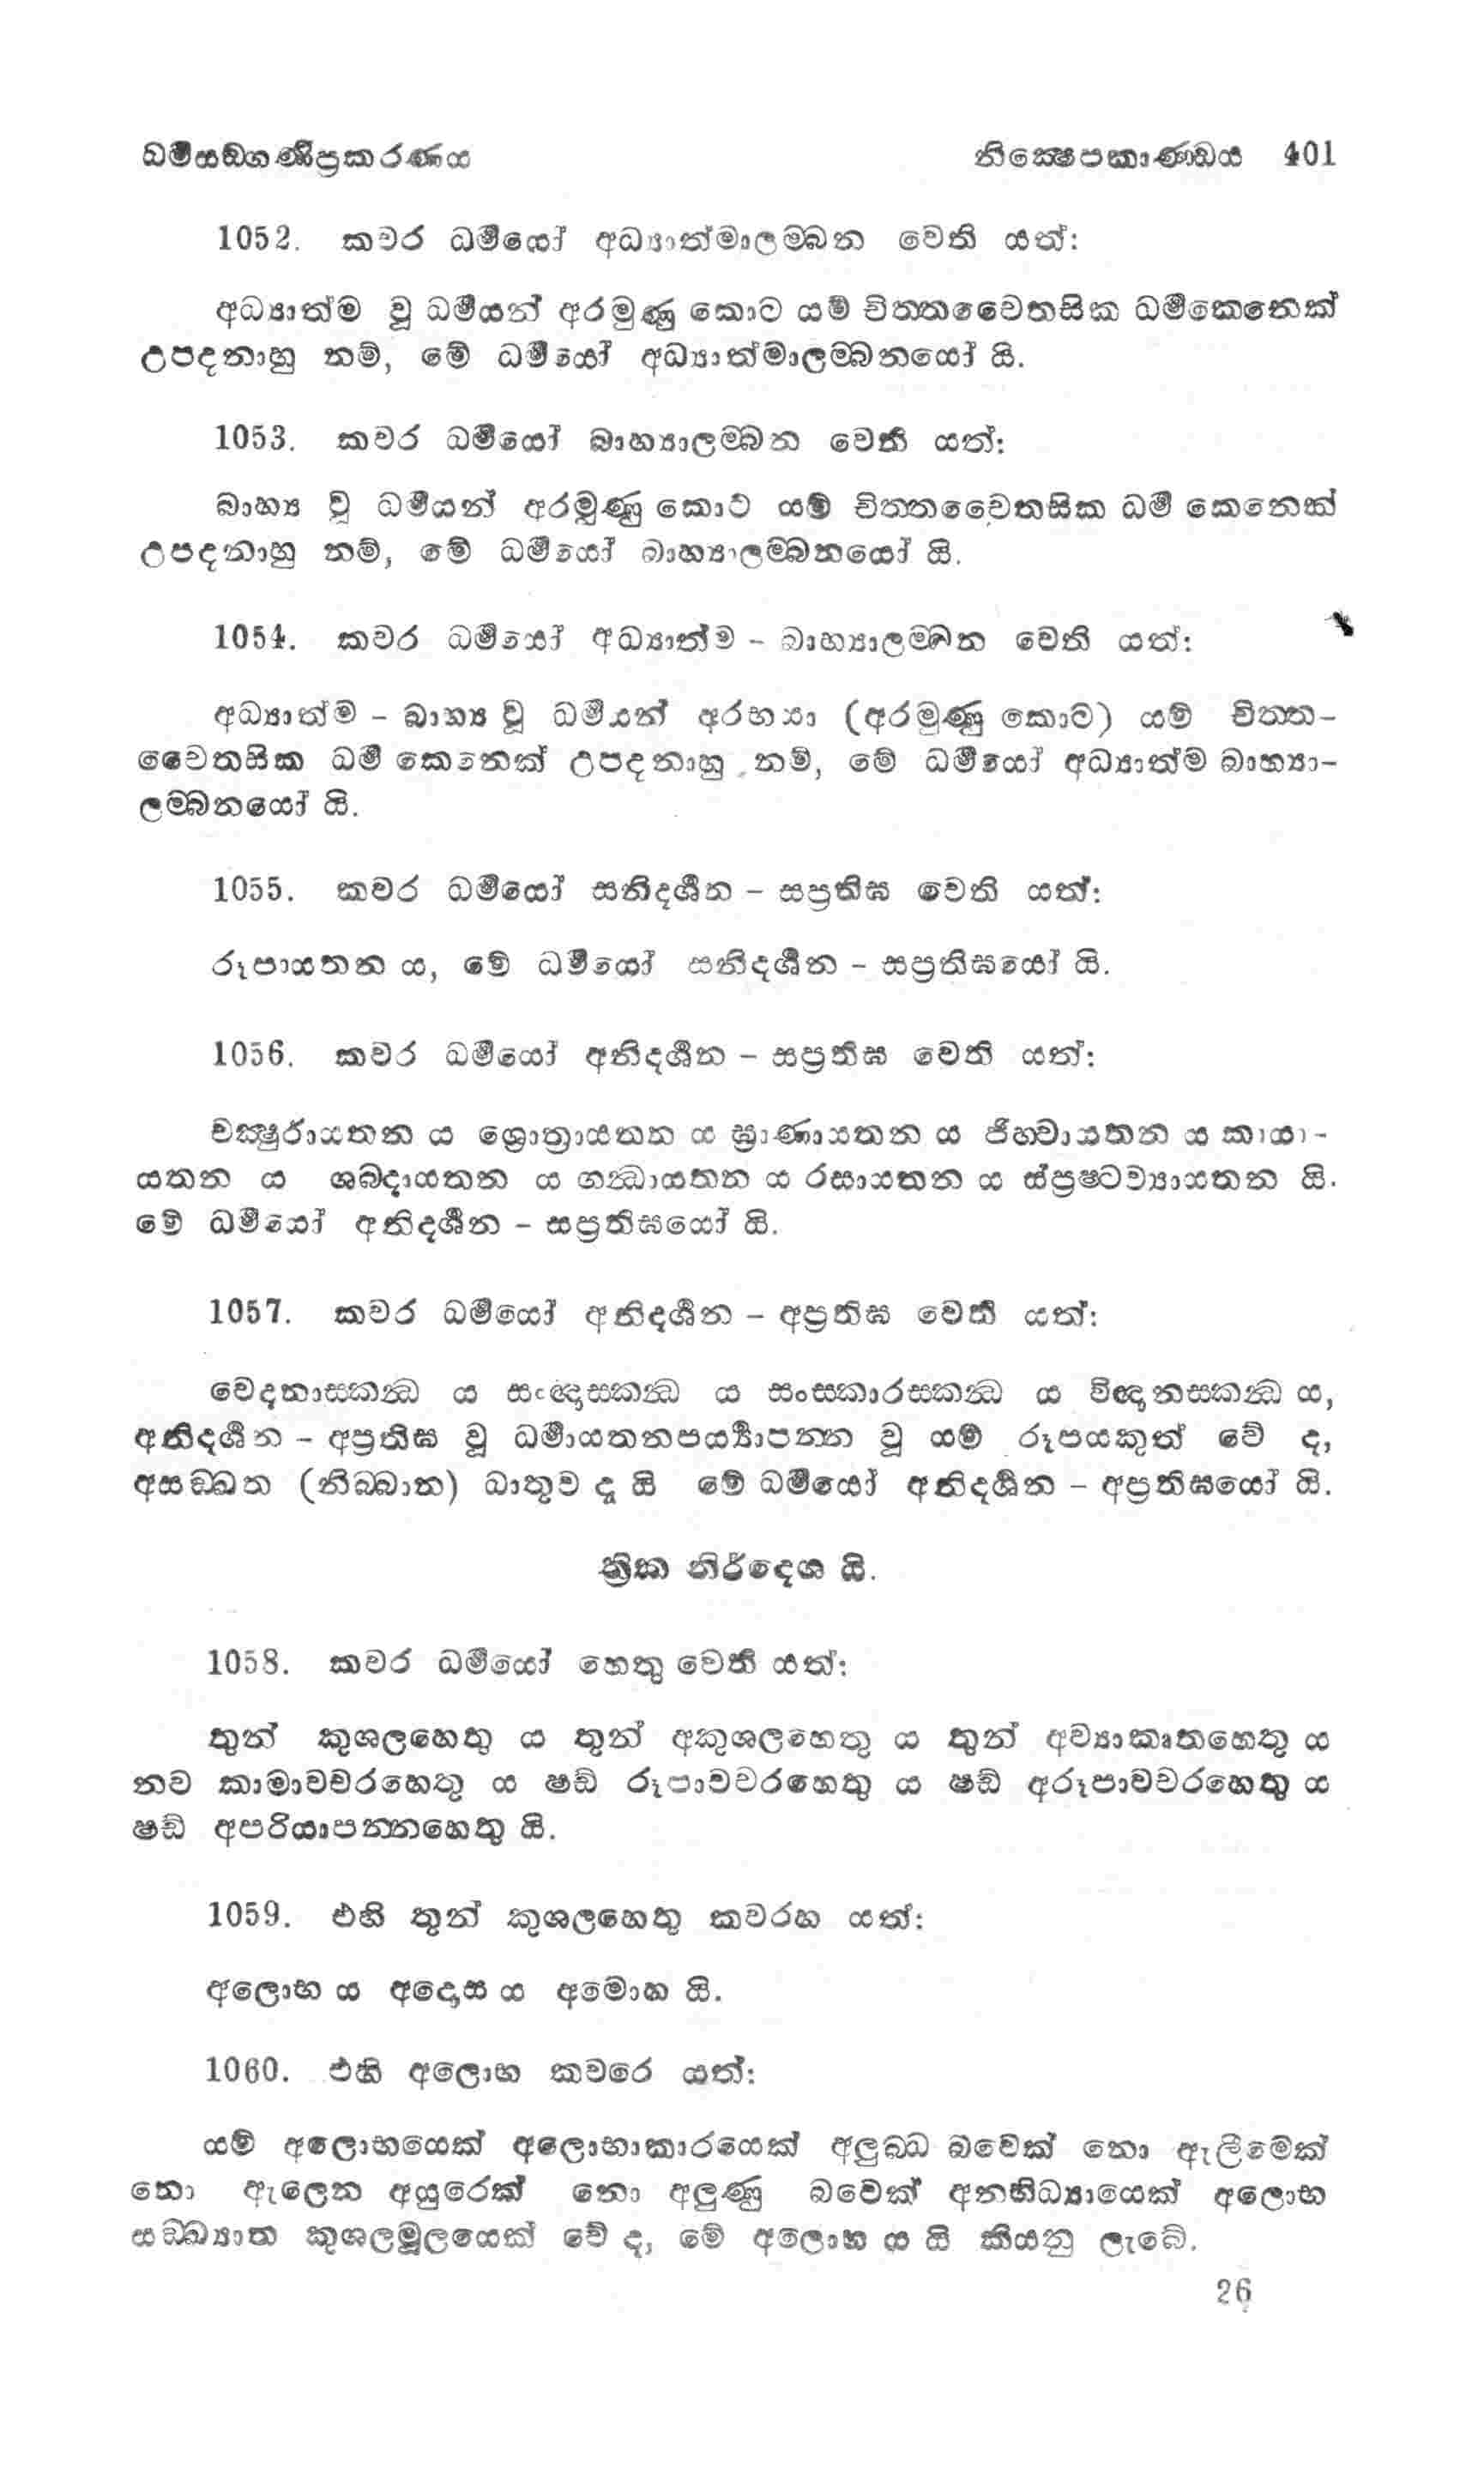 ධර්මසඞ්ගණිප්‍රකරණය නික්ෂෙපකාණ්ඩය 401
1052. කවර ධර්මයෝ අධ්‍යාත්මාලම්බන වෙති යත්:
අධ්‍යාත්ම වූ ධර්මයන් අරමුණු කොට යම් චිත්තචෛතසික ධර්මකෙනෙක්
උපදනාහු නම්, මේ ධර්මයෝ අධ්‍යාත්මාලම්බනයෝ යි.
1053. කවර ධර්මයෝ බාහ්‍යාලම්බන වෙති යත්:
බාහ්‍ය වූ ධර්මයන් අරමුණු කොට යම් චිත්තචෛතසික ධර්ම කෙනෙක්
උපදනාහු නම්, මේ ධර්මයෝ බාහ්‍යාලම්බනයෝ යි.
1054. කවර ධර්මයෝ අධ්‍යාත්ම - බාහ්‍යාලම්බන වෙති යත්:
අධ්‍යාත්ම - බාහ්‍ය වූ ධර්මයන් අරභයා (අරමුණු කොට) යම් චිත්ත-
චෛතසික ධර්ම කෙනෙක් උපදනාහු නම්, මේ ධර්මයෝ අධ්‍යාත්ම බාහ්‍යා-
ලම්බනයෝ යි.
1055. කවර ධර්මයෝ සනිදර්ශන - සප්‍රතිඝ වෙති යත්:
රූපායතන ය, මේ ධර්මයෝ සනිදර්ශන - සප්‍රතිඝයෝ යි.
1056. කවර ධර්මයෝ අනිදර්ශන - සප්‍රතිඝ වෙති යත්:
චක්ෂුර්‍ායතන ය ශ්‍රොත්‍රායතන ය ඝ්‍රාණායතන ය ජිහ්වායතන ය කායා-
යතන ය ශබ්දායතන ය ගන්ධායතන ය රසායතන ය ස්ප්‍රෂ්ටව්‍යායතන යි.
මේ ධර්මයෝ අනිදර්ශන - සප්‍රතිඝයෝ යි.
1057. කවර ධර්මයෝ අනිදර්ශන - අප්‍රතිඝ වෙති යත්:
වේදනාස්කන්ධ ය සංඥාස්කන්ධ ය සංස්කාරස්කන්ධ ය විඥානස්කන්ධ ය,
අනිදර්ශන - අප්‍රතිඝ වූ ධර්මායතනපර්‍ය්‍යාපන්න වූ යම් රූපයකුත් වේ ද,
අසඞ්ඛත (නිබ්බාන) ධාතුව ද යි මේ ධර්මයෝ අනිදර්ශන - අප්‍රතිඝයෝ යි.
ත්‍රික නිර්දෙශ යි.
1058. කවර ධර්මයෝ හෙතු වෙති යත්:
තුන් කුශලහෙතු ය තුන් අකුශලහෙතු ය තුන් අව්‍යාකෘතහෙතු ය
නව කාමාවචරහෙතු ය ෂඩ් රූපාවචරහෙතු ය ෂඩ් අරූපාවචරහෙතු ය
ෂඩ් අපරියාපන්නහෙතු යි.
1059. එහි තුන් කුශලහෙතු කවරහ යත්:
අලොභ ය අදොස ය අමොහ යි.
1060. එහි අලොභ කවරෙ යත්:
යම් අලොභයෙක් අලොභාකාරයෙක් අලුබ්ධ බවෙක් නො ඇලීමෙක්
නො ඇලෙන අයුරෙක් නො අලුණු බවෙක් අනභිධ්‍යායෙක් අලොභ
සඞ්ඛ්‍යාත කුශලමූලයෙක් වේ ද, මේ අලොභ ය යි කියනු ලැබේ.
26